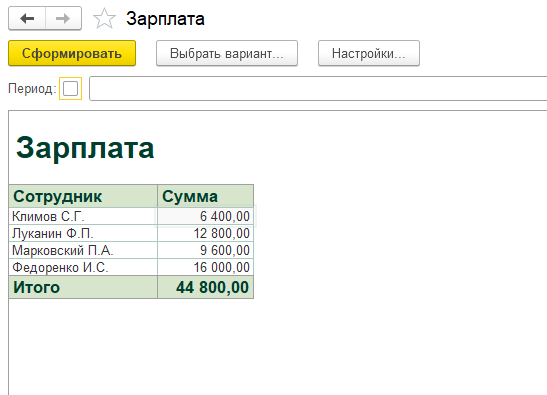 Зарплата
Сформировать Выбрать вариант... Настройки...
Период:
Зарплата
Сотрудник Сумма
Климов С.Г. 6 400,00
Луканин Ф.П. 12 800,00
Марковский П.А. 9 600,00
Федоренко И.С. 16 000,00
Итого 44 800,00